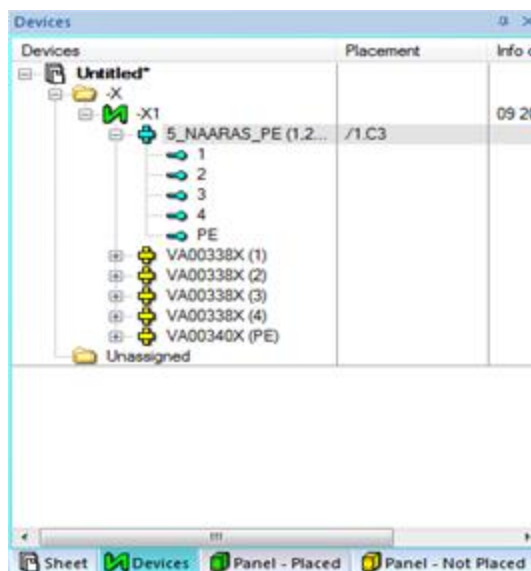 Devices
Devices Placement Info
Untitled*
-X
-X1 09 20
5_NAARAS_PE (1,2... /1.C3
1
2
3
4
PE
VA00338X (1)
VA00338X (2)
VA00338X (3)
VA00338X (4)
VA00340X (PE)
Unassigned
Sheet Devices Panel - Placed Panel - Not Placed